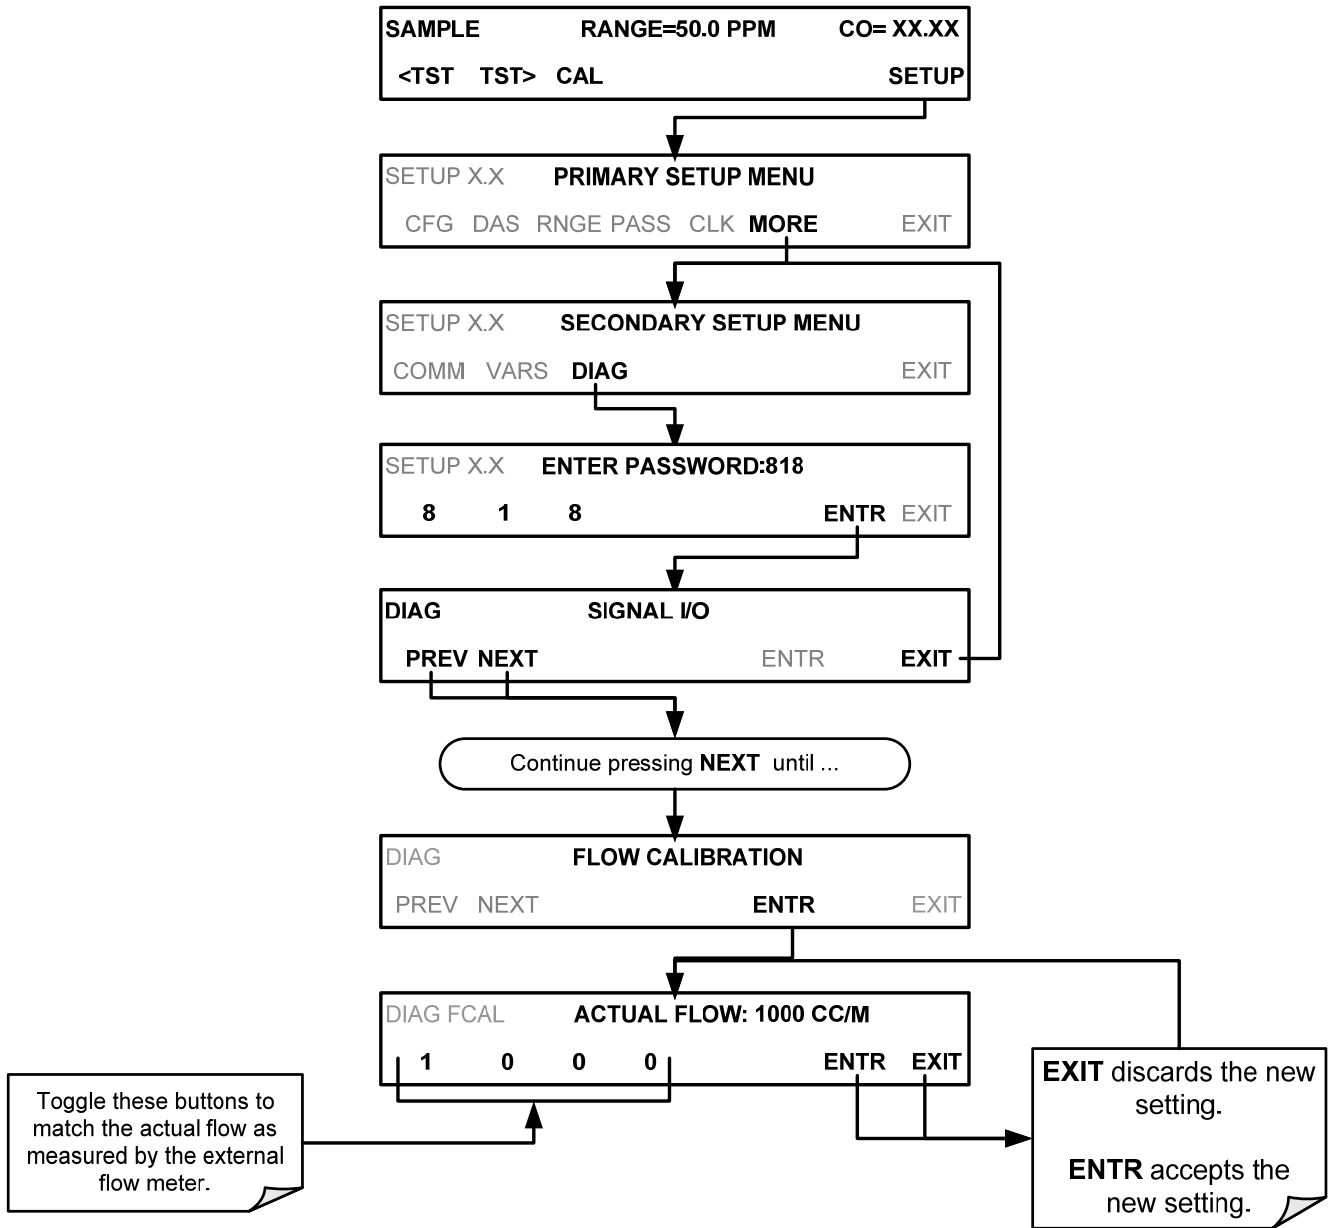 SAMPLE RANGE=50.0 PPM CO= XX.XX
<TST TST> CAL SETUP
SETUP X.X PRIMARY SETUP MENU
CFG DAS RNGE PASS CLK MORE EXIT
SETUP X.X SECONDARY SETUP MENU
COMM VARS DIAG EXIT
SETUP X.X ENTER PASSWORD:818
8 1 8 ENTR EXIT
DIAG SIGNAL I/O
PREV NEXT ENTR EXIT
Continue pressing NEXT until ...
DIAG FLOW CALIBRATION
PREV NEXT ENTR EXIT
DIAG FCAL ACTUAL FLOW: 1000 CC/M
1 0 0 0 ENTR EXIT
Toggle these buttons to
match the actual flow as
measured by the external
flow meter.
EXIT discards the new
setting.
ENTR accepts the
new setting.